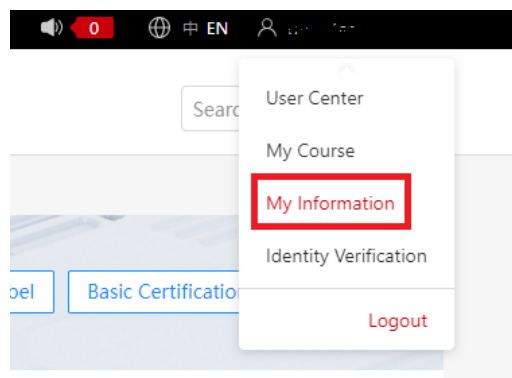 0 中 EN
Searc
User Center
My Course
My Information
Identity Verification
Logout
pel Basic Certificatio